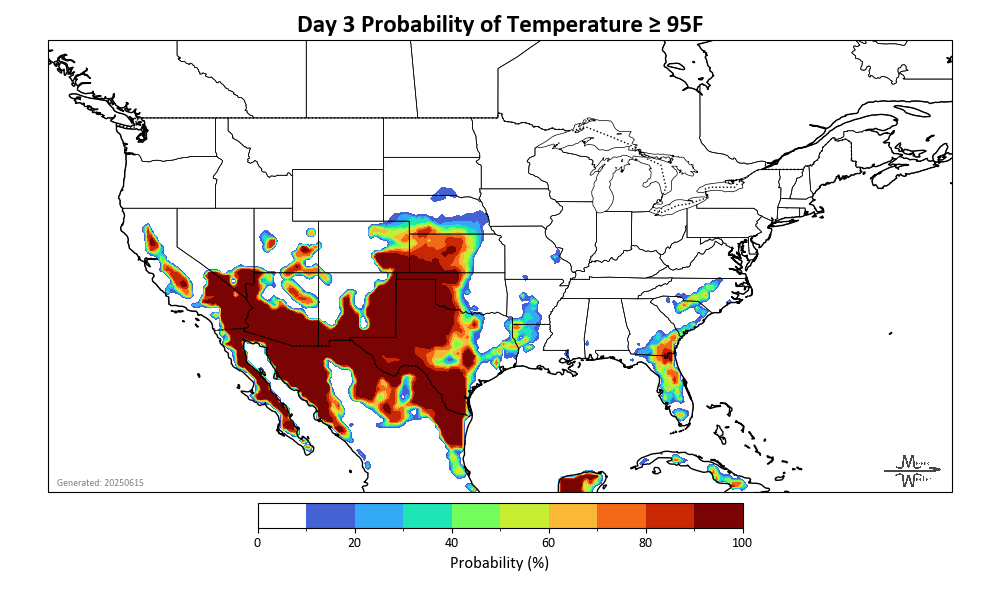 Day 3 Probability of Temperature ≥ 95F
Generated: 20250615
0 20 40 60 80 100
Probability (%)